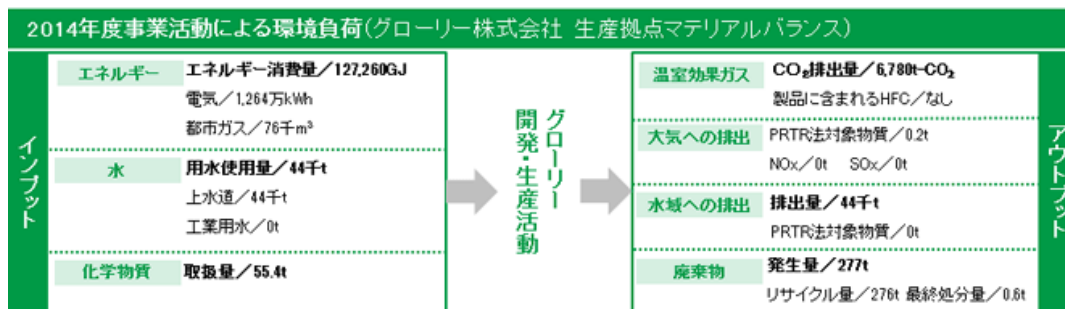 2014年度事業活動による環境負荷(グローリー株式会社 生産拠点マテリアルバランス)
インプット
エネルギー
エネルギー消費量/127,260GJ
電気/1,264万kWh
都市ガス/76千m³
水
用水使用量/44千t
上水道/44千t
工業用水/0t
化学物質
取扱量/55.4t
グローリー
開発・生産活動
温室効果ガス
CO₂排出量/6,780t-CO₂
製品に含まれるHFC/なし
大気への排出
PRTR法対象物質/0.2t
NOx/0t SOx/0t
水域への排出
排出量/44千t
PRTR法対象物質/0t
廃棄物
発生量/277t
リサイクル量/276t 最終処分量/0.6t
アウトプット